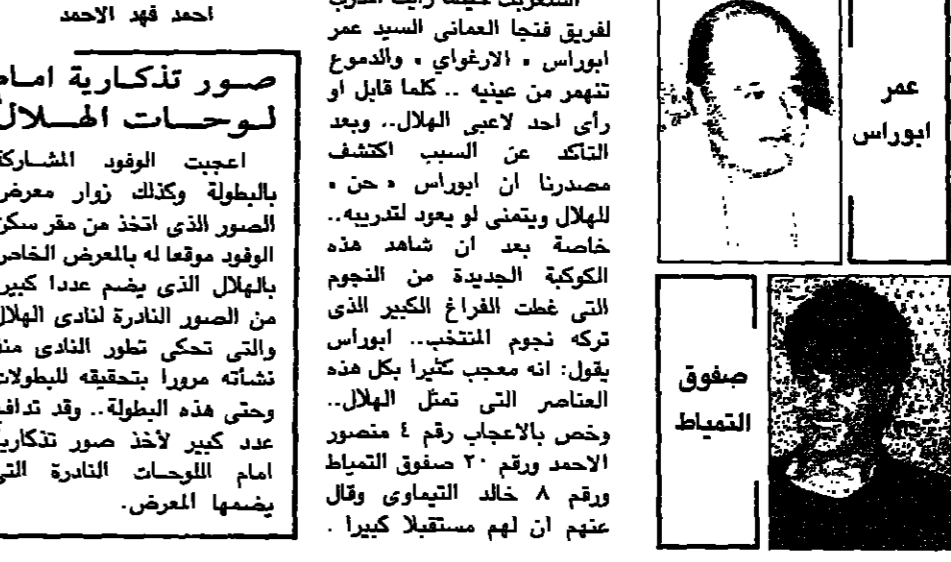 عمر
ابوراس
صفوق
التمياط
استغربت حينما رأيت المدرب
لفريق فنجا العمانى السيد عمر
ابوراس « الارغواي » والدموع
تنهمر من عينيه .. كلما قابل او
رأى احد لاعبى الهلال.. وبعد
التأكد عن السبب اكتشف
مصدرنا ان ابوراس « حن »
للهلال ويتمنى لو يعود لتدريبه..
خاصة بعد ان شاهد هذه
الكوكبة الجديدة من النجوم
التى غطت الفراغ الكبير الذى
تركه نجوم المنتخب.. ابوراس
يقول: انه معجب كثيرا بكل هذه
العناصر التى تمثل الهلال..
وخص بالاعجاب رقم ٤ منصور
الاحمد ورقم ٢٠ صفوق التمياط
ورقم ٨ خالد التيماوى وقال
عنهم ان لهم مستقبلا كبيرا .
احمد فهد الاحمد
صور تذكارية امام
لوحات الهلال
اعجبت الوفود المشاركة
بالبطولة وكذلك زوار معرض
الصور الذى اتخذ من مقر سكن
الوفود موقعا له بالمعرض الخاص
بالهلال الذى يضم عددا كبيرا
من الصور النادرة لنادى الهلال
والتى تحكى تطور النادى منذ
نشأته مرورا بتحقيقه للبطولات
وحتى هذه البطولة.. وقد تدافع
عدد كبير لأخذ صور تذكارية
امام اللوحات النادرة التى
يضمها المعرض.